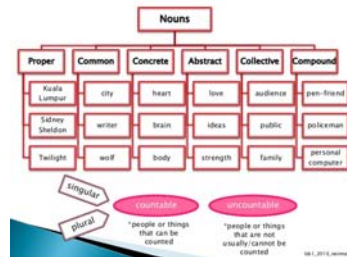 Nouns
Proper Common Concrete Abstract Collective Compound
Kuala
Lumpur
city
heart
love
audience
pen-friend
Sidney
Sheldon
writer
brain
ideas
public
policeman
Twilight
wolf
body
strength
family
personal
computer
singular
plural
countable
*people or things
that can be
counted
uncountable
*people or things
that are not
usually/cannot be
counted